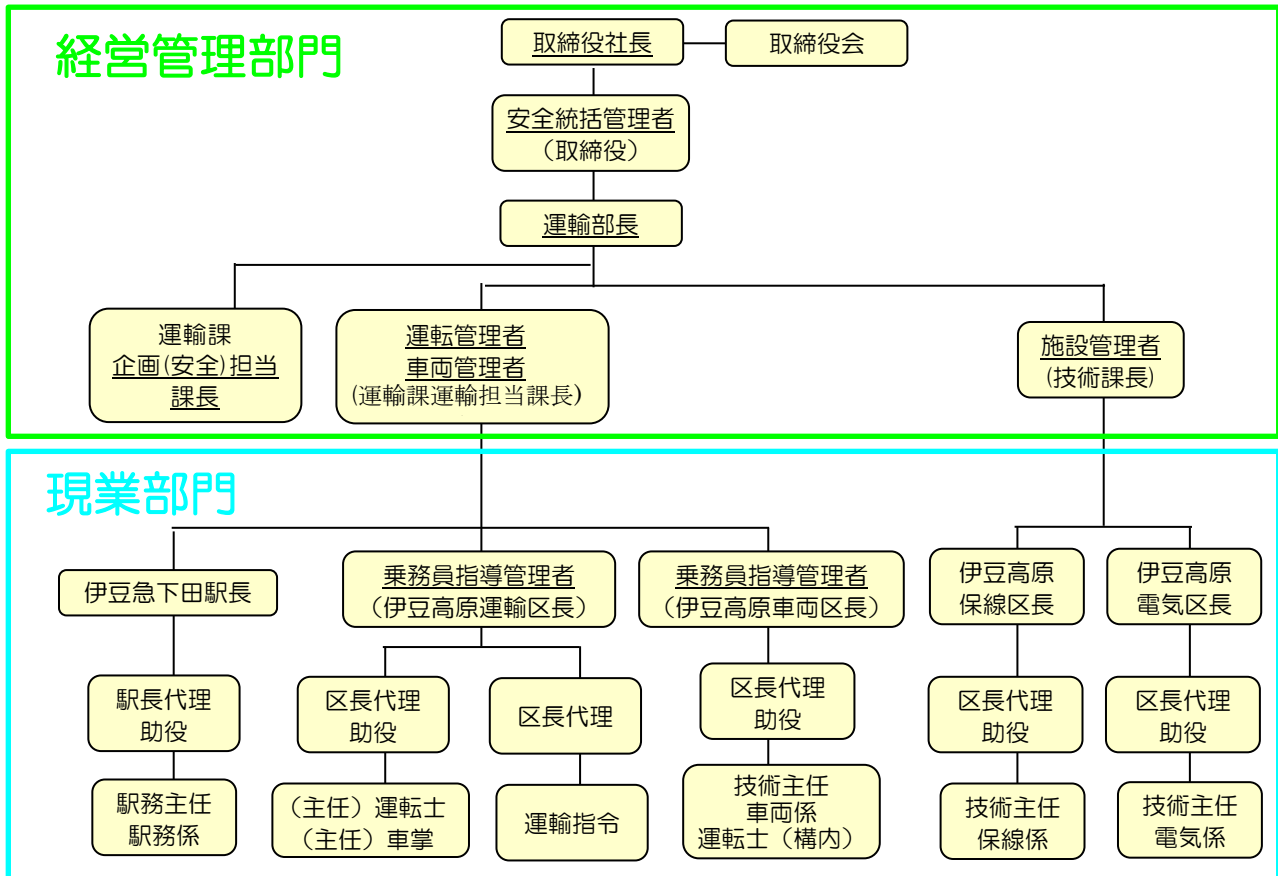 経営管理部門
取締役社長
取締役会
安全統括管理者
（取締役）
運輸部長
運輸課
企画(安全)担当
課長
運転管理者
車両管理者
(運輸課運輸担当課長)
施設管理者
(技術課長)
現業部門
伊豆急下田駅長
乗務員指導管理者
（伊豆高原運輸区長）
乗務員指導管理者
（伊豆高原車両区長）
伊豆高原
保線区長
伊豆高原
電気区長
駅長代理
助役
区長代理
助役
区長代理
区長代理
助役
区長代理
助役
区長代理
助役
駅務主任
駅務係
（主任）運転士
（主任）車掌
運輸指令
技術主任
車両係
運転士（構内）
技術主任
保線係
技術主任
電気係